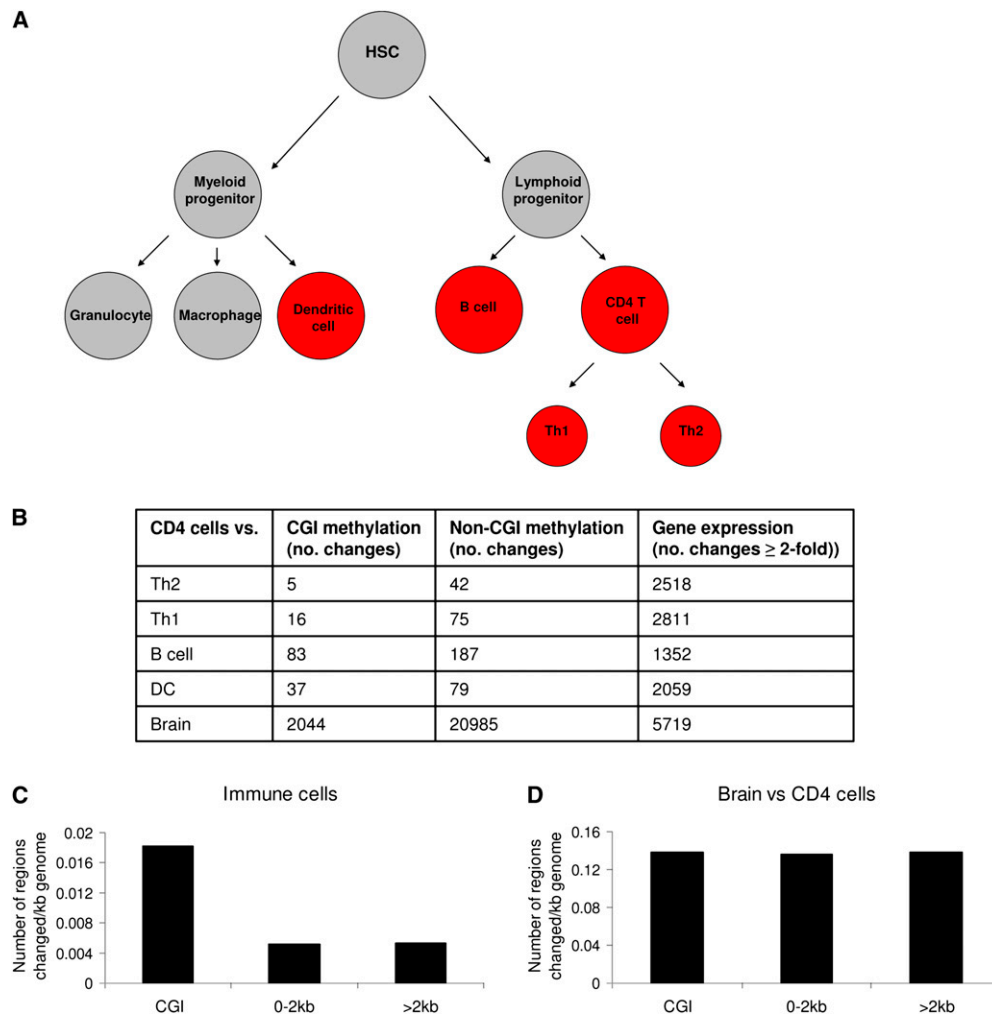 A
HSC
Myeloid
progenitor
Lymphoid
progenitor
Granulocyte
Macrophage
Dendritic
cell
B cell
CD4 T
cell
Th1
Th2
B
CD4 cells vs.
CGI methylation
(no. changes)
Non-CGI methylation
(no. changes)
Gene expression
(no. changes ≥ 2-fold))
Th2 5 42 2518
Th1 16 75 2811
B cell 83 187 1352
DC 37 79 2059
Brain 2044 20985 5719
C
Immune cells
Number of regions
changed/kb genome
0.02
0.016
0.012
0.008
0.004
0
CGI 0-2kb >2kb
D
Brain vs CD4 cells
Number of regions
changed/kb genome
0.16
0.12
0.08
0.04
0
CGI 0-2kb >2kb